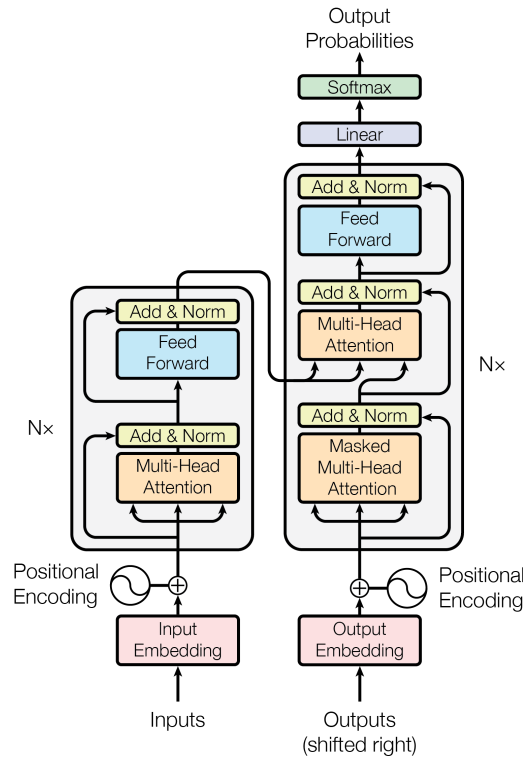 Output
Probabilities
Softmax
Linear
Add & Norm
Feed
Forward
Add & Norm
Multi-Head
Attention
Add & Norm
Masked
Multi-Head
Attention
N×
Add & Norm
Feed
Forward
Add & Norm
Multi-Head
Attention
N×
Positional
Encoding
Positional
Encoding
Input
Embedding
Output
Embedding
Inputs
Outputs
(shifted right)